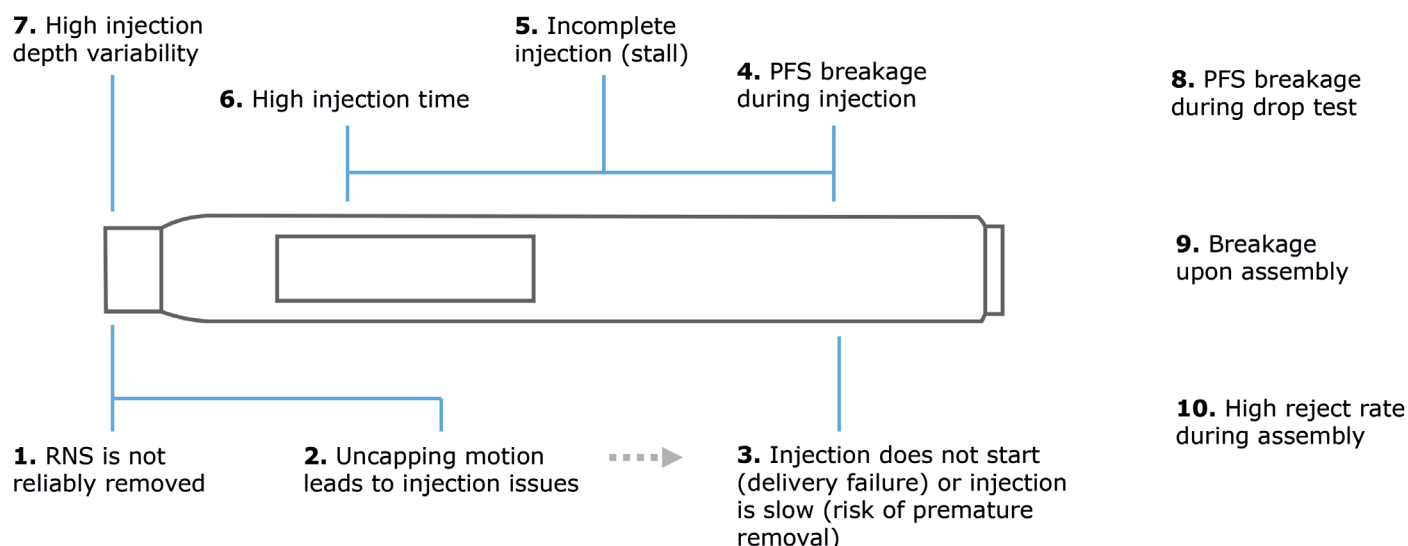 7. High injection
depth variability
5. Incomplete
injection (stall)
6. High injection time
4. PFS breakage
during injection
8. PFS breakage
during drop test
9. Breakage
upon assembly
10. High reject rate
during assembly
1. RNS is not
reliably removed
2. Uncapping motion
leads to injection issues
3. Injection does not start
(delivery failure) or injection
is slow (risk of premature
removal)